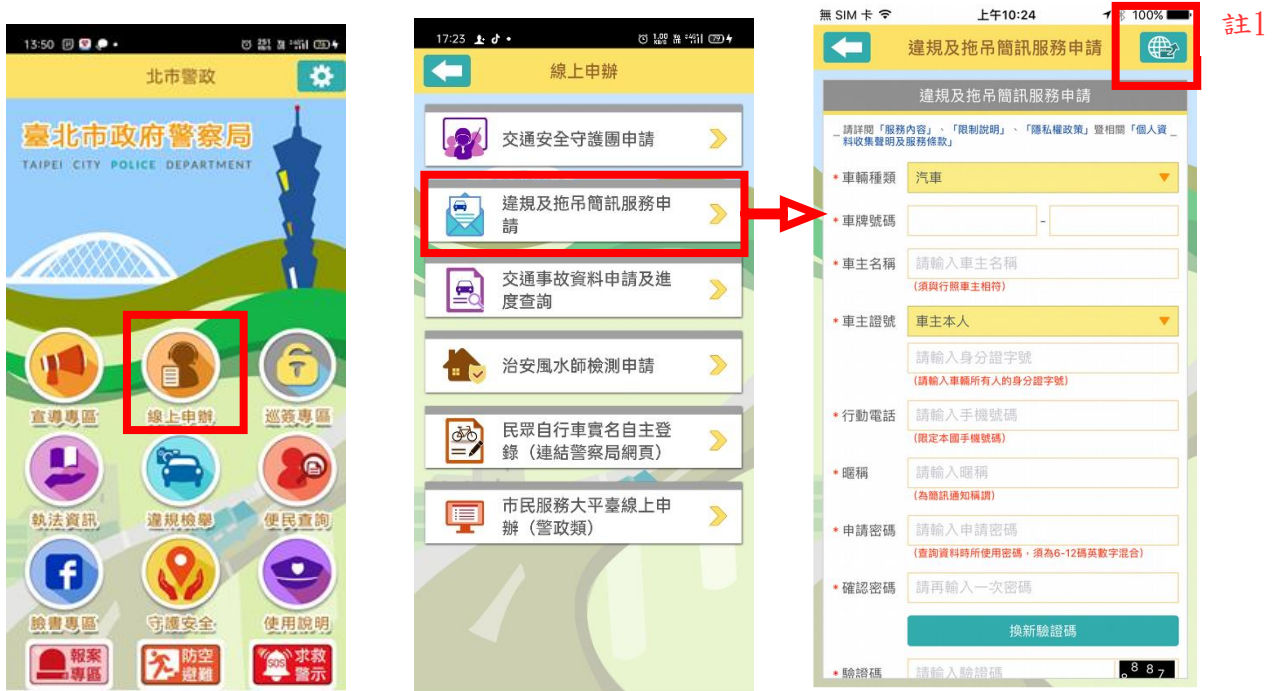 13:50
北市警政
臺北市政府警察局
TAIPEI CITY POLICE DEPARTMENT
宣導專區
線上申辦
巡簽專區
執法資訊
違規檢舉
便民查詢
臉書專區
守護安全
使用說明
報案
專區
防空
避難
SOS
求救
警示
17:23
線上申辦
交通安全守護團申請
違規及拖吊簡訊服務申
請
交通事故資料申請及進
度查詢
治安風水師檢測申請
民眾自行車實名自主登
錄（連結警察局網頁）
市民服務大平臺線上申
辦（警政類）
無 SIM 卡
上午10:24
100%
註1
違規及拖吊簡訊服務申請
違規及拖吊簡訊服務申請
請詳閱「服務內容」、「限制說明」、「隱私權政策」暨相關「個人資
料收集聲明及服務條款」
*車輛種類 汽車
*車牌號碼 -
*車主名稱 請輸入車主名稱
(須與行照車主相符)
*車主證號 車主本人
請輸入身分證字號
(請輸入車輛所有人的身分證字號)
*行動電話 請輸入手機號碼
(限定本國手機號碼)
*暱稱 請輸入暱稱
(為簡訊通知稱謂)
*申請密碼 請輸入申請密碼
(查詢資料時所使用密碼，須為6-12碼英數字混合)
*確認密碼 請再輸入一次密碼
換新驗證碼
*驗證碼 請輸入驗證碼